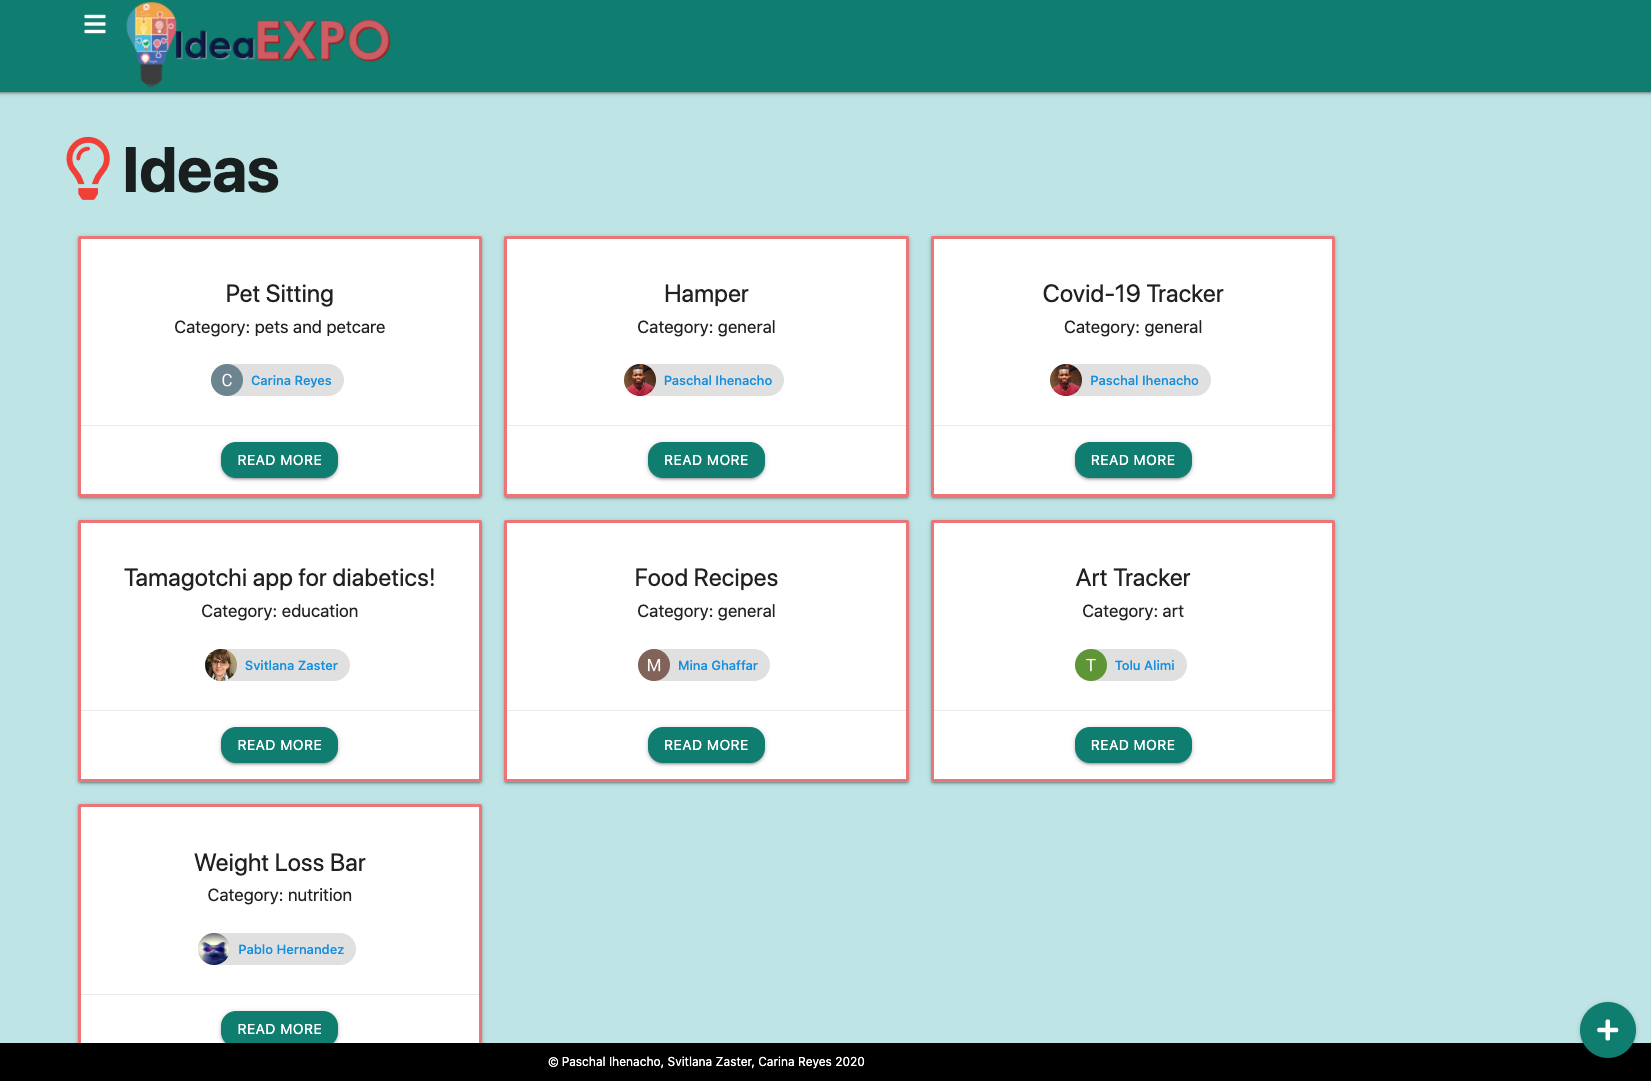 IdeaEXPO
Ideas
Pet Sitting
Category: pets and petcare
C Carina Reyes
READ MORE
Hamper
Category: general
Paschal Ihenacho
READ MORE
Covid-19 Tracker
Category: general
Paschal Ihenacho
READ MORE
Tamagotchi app for diabetics!
Category: education
Svitlana Zaster
READ MORE
Food Recipes
Category: general
M Mina Ghaffar
READ MORE
Art Tracker
Category: art
T Tolu Alimi
READ MORE
Weight Loss Bar
Category: nutrition
Pablo Hernandez
READ MORE
© Paschal Ihenacho, Svitlana Zaster, Carina Reyes 2020